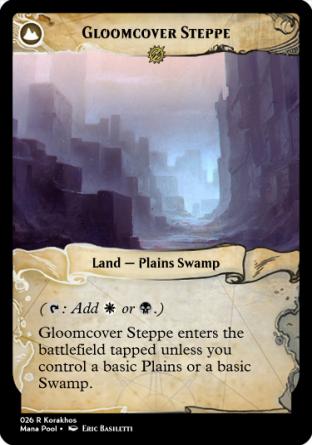 Gloomcover Steppe
Land — Plains Swamp
( : Add or .)
Gloomcover Steppe enters the
battlefield tapped unless you
control a basic Plains or a basic
Swamp.
026 R Korakhos
Mana Pool • Eric Basiletti